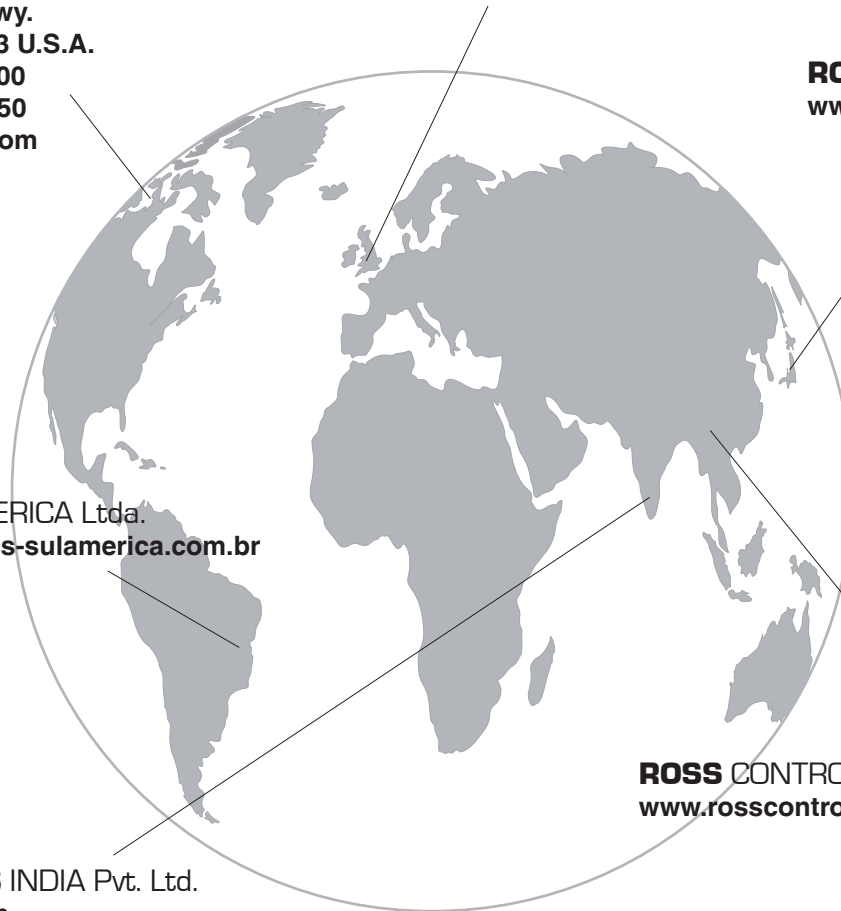 wy.
3 U.S.A.
00
50
om
RO
ww
ERICA Ltda.
s-sulamerica.com.br
ROSS CONTRO
www.rosscontro
INDIA Pvt. Ltd.